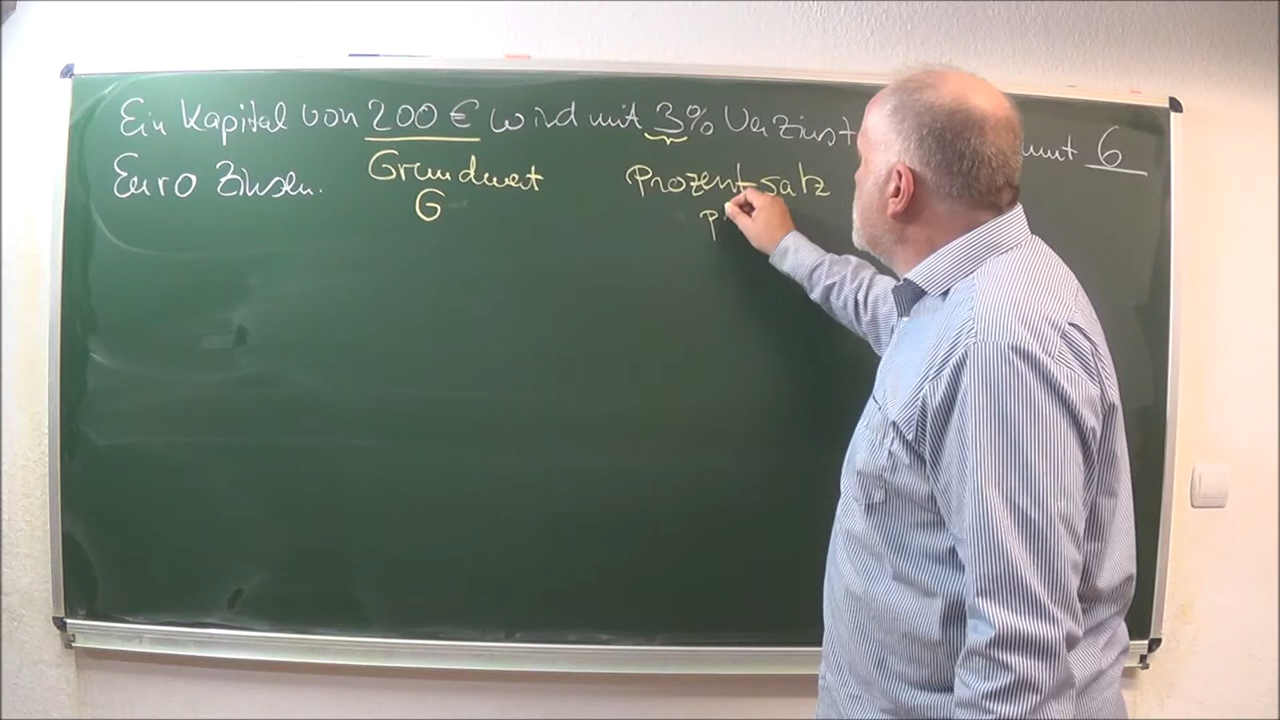 Ein Kapital von 200 € wird mit 3% Verzinst 6
Euro Zinsen.
Grundwert Prozentsatz
G p